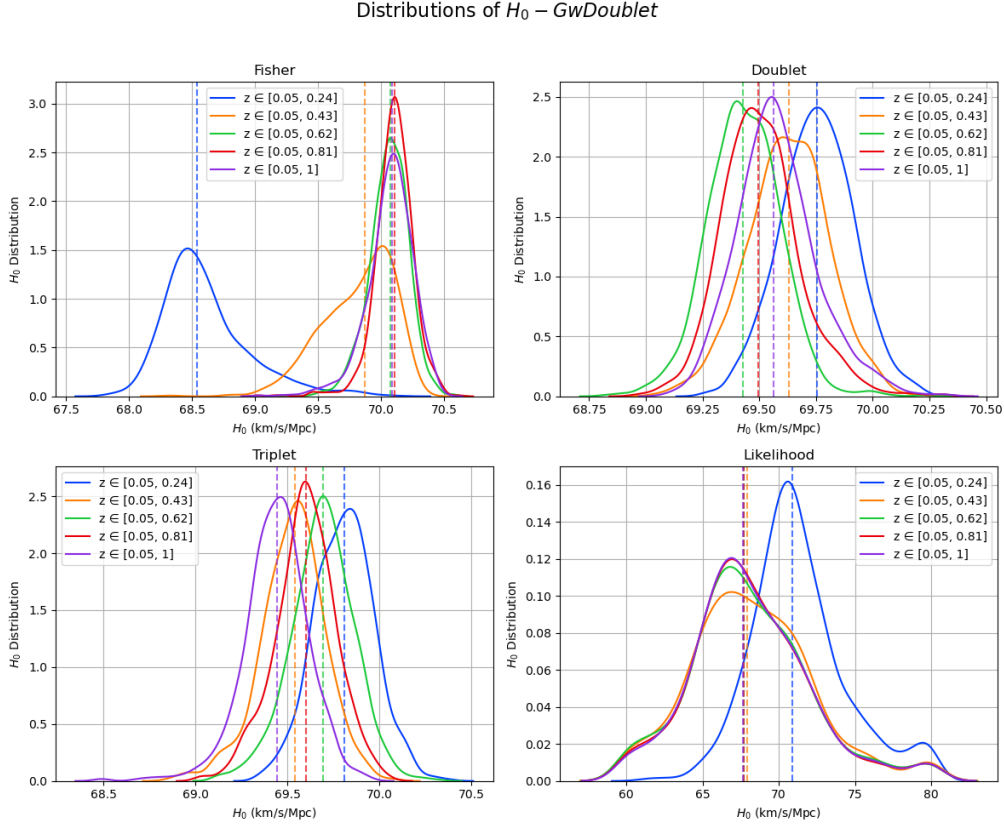 Distributions of H₀ − GwDoublet
Fisher
H₀ Distribution
3.0
2.5
2.0
1.5
1.0
0.5
0.0
z ∈ [0.05, 0.24]
z ∈ [0.05, 0.43]
z ∈ [0.05, 0.62]
z ∈ [0.05, 0.81]
z ∈ [0.05, 1]
67.5 68.0 68.5 69.0 69.5 70.0 70.5
H₀ (km/s/Mpc)
Doublet
H₀ Distribution
2.5
2.0
1.5
1.0
0.5
0.0
z ∈ [0.05, 0.24]
z ∈ [0.05, 0.43]
z ∈ [0.05, 0.62]
z ∈ [0.05, 0.81]
z ∈ [0.05, 1]
68.75 69.00 69.25 69.50 69.75 70.00 70.25 70.50
H₀ (km/s/Mpc)
Triplet
H₀ Distribution
2.5
2.0
1.5
1.0
0.5
0.0
z ∈ [0.05, 0.24]
z ∈ [0.05, 0.43]
z ∈ [0.05, 0.62]
z ∈ [0.05, 0.81]
z ∈ [0.05, 1]
68.5 69.0 69.5 70.0 70.5
H₀ (km/s/Mpc)
Likelihood
H₀ Distribution
0.16
0.14
0.12
0.10
0.08
0.06
0.04
0.02
0.00
z ∈ [0.05, 0.24]
z ∈ [0.05, 0.43]
z ∈ [0.05, 0.62]
z ∈ [0.05, 0.81]
z ∈ [0.05, 1]
60 65 70 75 80
H₀ (km/s/Mpc)